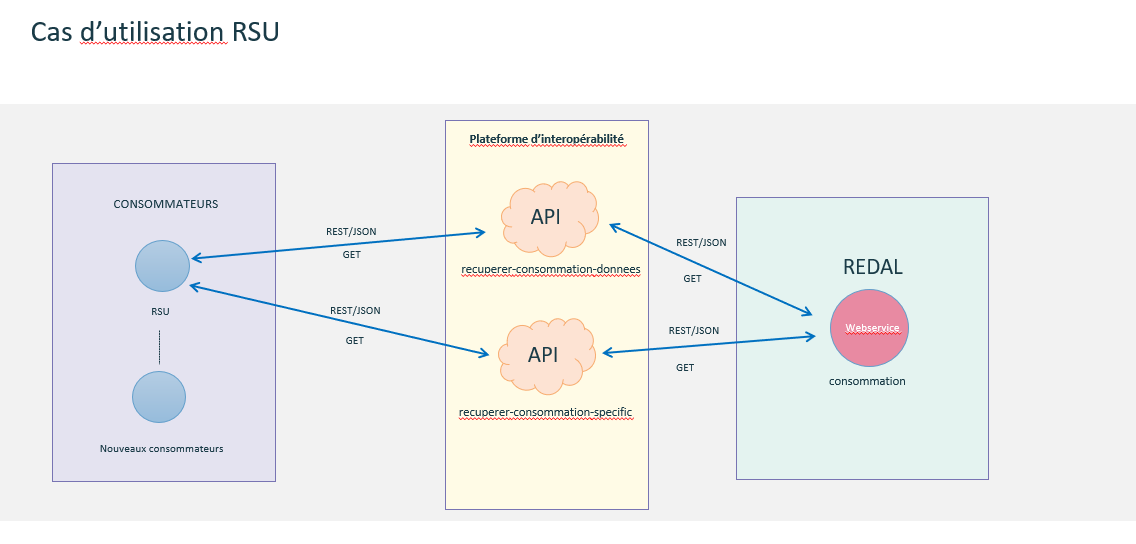 Cas d’utilisation RSU
Plateforme d’interopérabilité
CONSOMMATEURS
RSU
Nouveaux consommateurs
REST/JSON
GET
REST/JSON
GET
API
recuperer-consommation-donnees
API
recuperer-consommation-specific
REST/JSON
GET
REST/JSON
GET
REDAL
Webservice
consommation